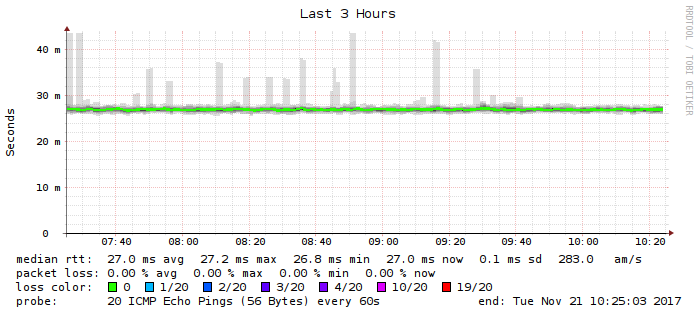 Last 3 Hours
RRDTOOL / TOBI OETIKER
Seconds
40 m
30 m
20 m
10 m
0
07:40 08:00 08:20 08:40 09:00 09:20 09:40 10:00 10:20
median rtt: 27.0 ms avg 27.2 ms max 26.8 ms min 27.0 ms now 0.1 ms sd 283.0 am/s
packet loss: 0.00 % avg 0.00 % max 0.00 % min 0.00 % now
loss color: 0 1/20 2/20 3/20 4/20 10/20 19/20
probe: 20 ICMP Echo Pings (56 Bytes) every 60s end: Tue Nov 21 10:25:03 2017